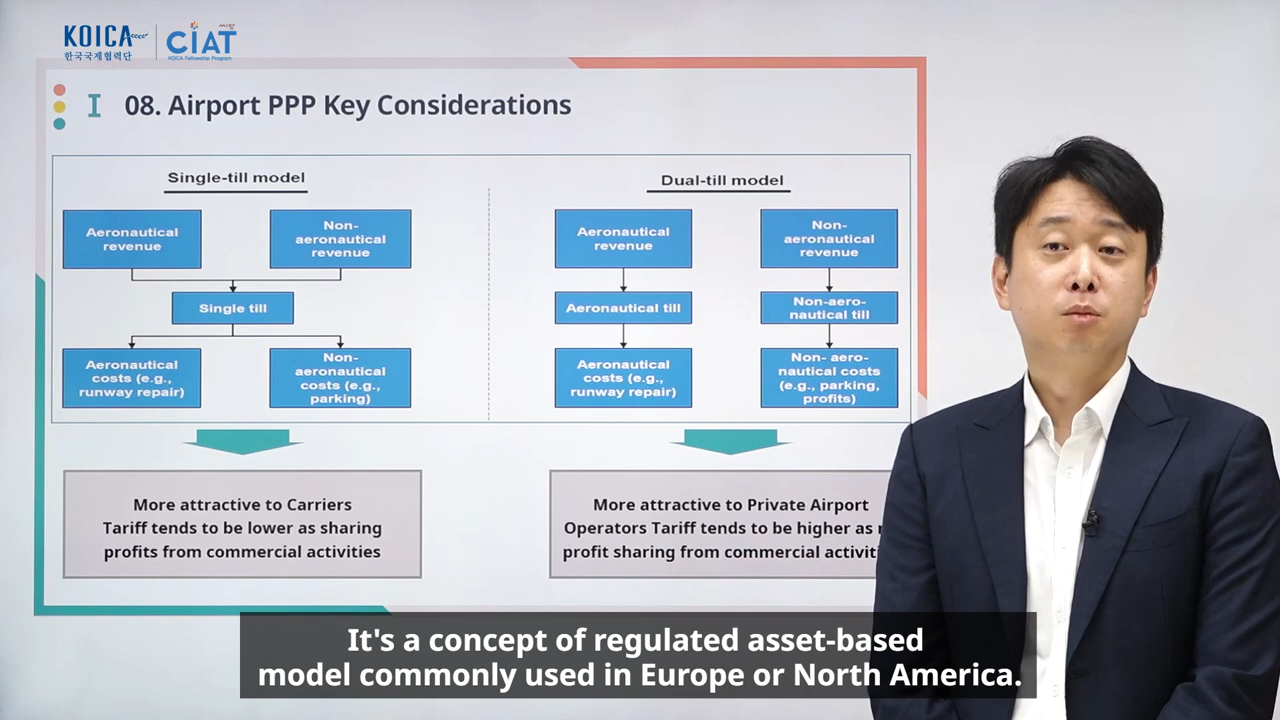 KOICA
한국국제협력단
CIAT
KOICA Fellowship Program
I
08. Airport PPP Key Considerations
Single-till model
Aeronautical
revenue
Non-
aeronautical
revenue
Single till
Aeronautical
costs (e.g.,
runway repair)
Non-
aeronautical
costs (e.g.,
parking)
Dual-till model
Aeronautical
revenue
Non-
aeronautical
revenue
Aeronautical till
Non-aero-
nautical till
Aeronautical
costs (e.g.,
runway repair)
Non- aero-
nautical costs
(e.g., parking,
profits)
More attractive to Carriers
Tariff tends to be lower as sharing
profits from commercial activities
More attractive to Private Airport
Operators Tariff tends to be higher as
profit sharing from commercial
It's a concept of regulated asset-based
model commonly used in Europe or North America.